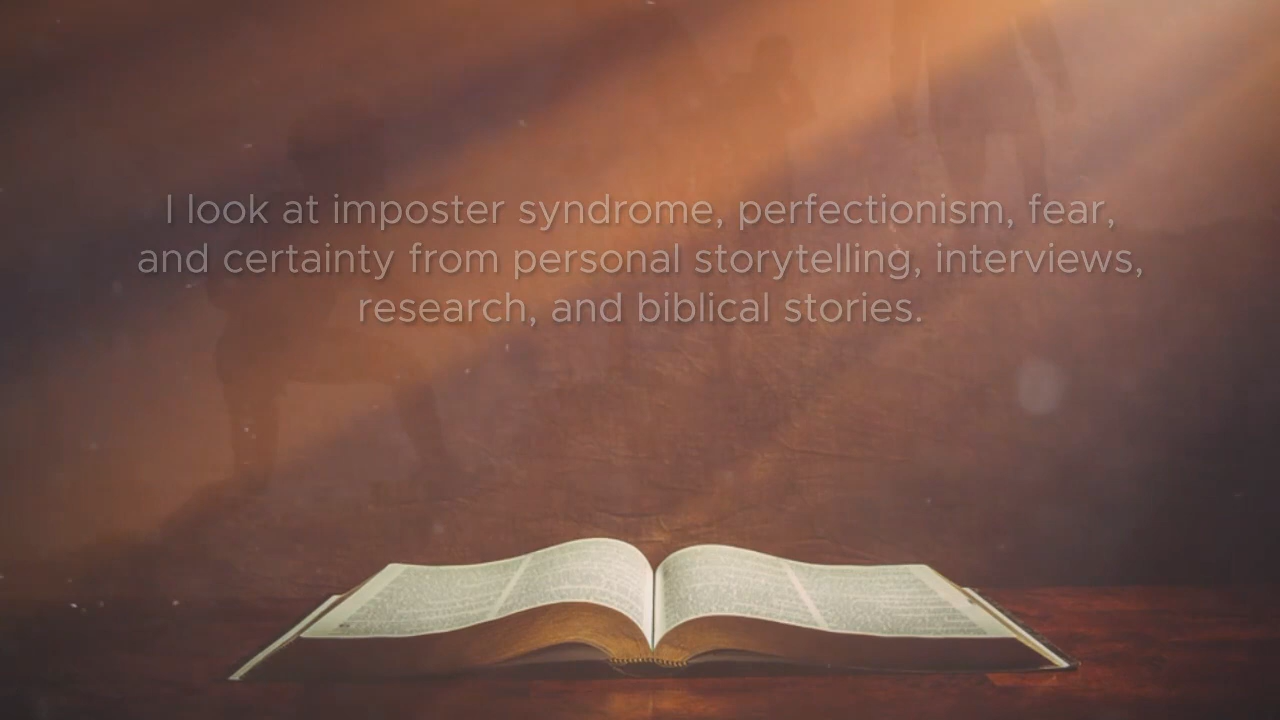 I look at imposter syndrome, perfectionism, fear,
and certainty from personal storytelling, interviews,
research, and biblical stories.